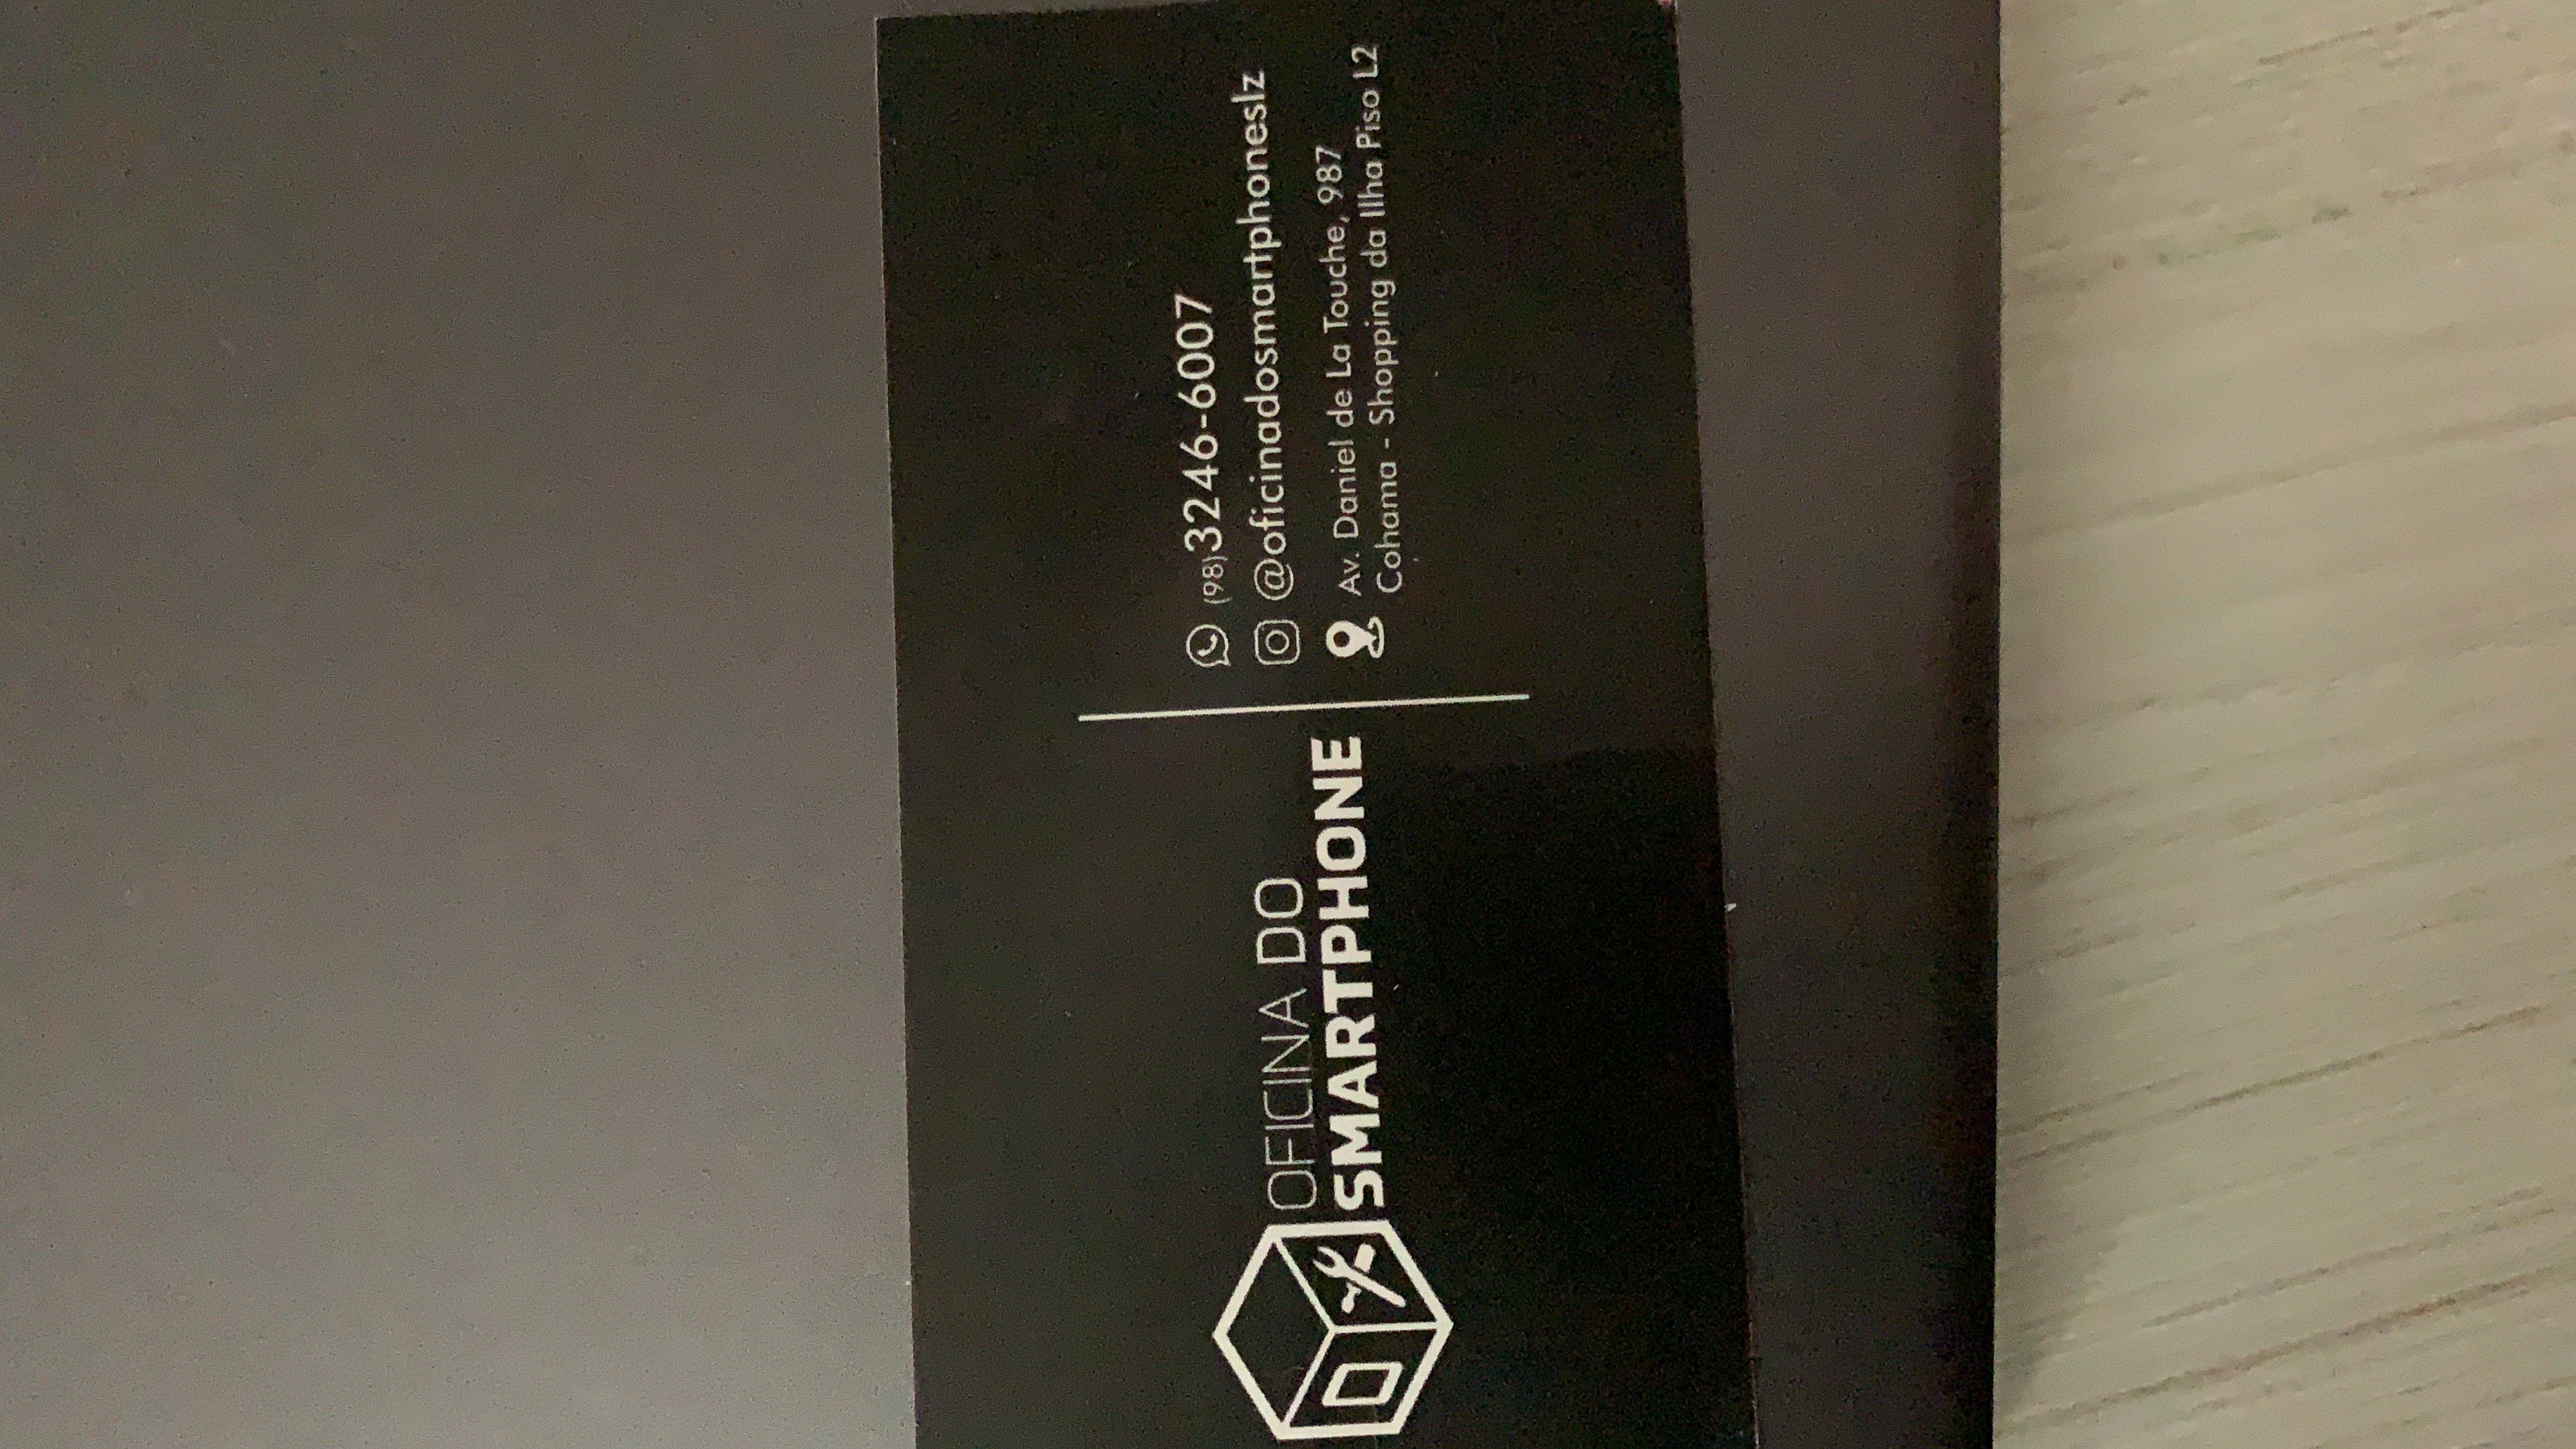 OFICINA DO
SMARTPHONE
(98)3246-6007
@oficinadosmartphoneslz
Av. Daniel de La Touche, 987
Cohama - Shopping da Ilha Piso L2